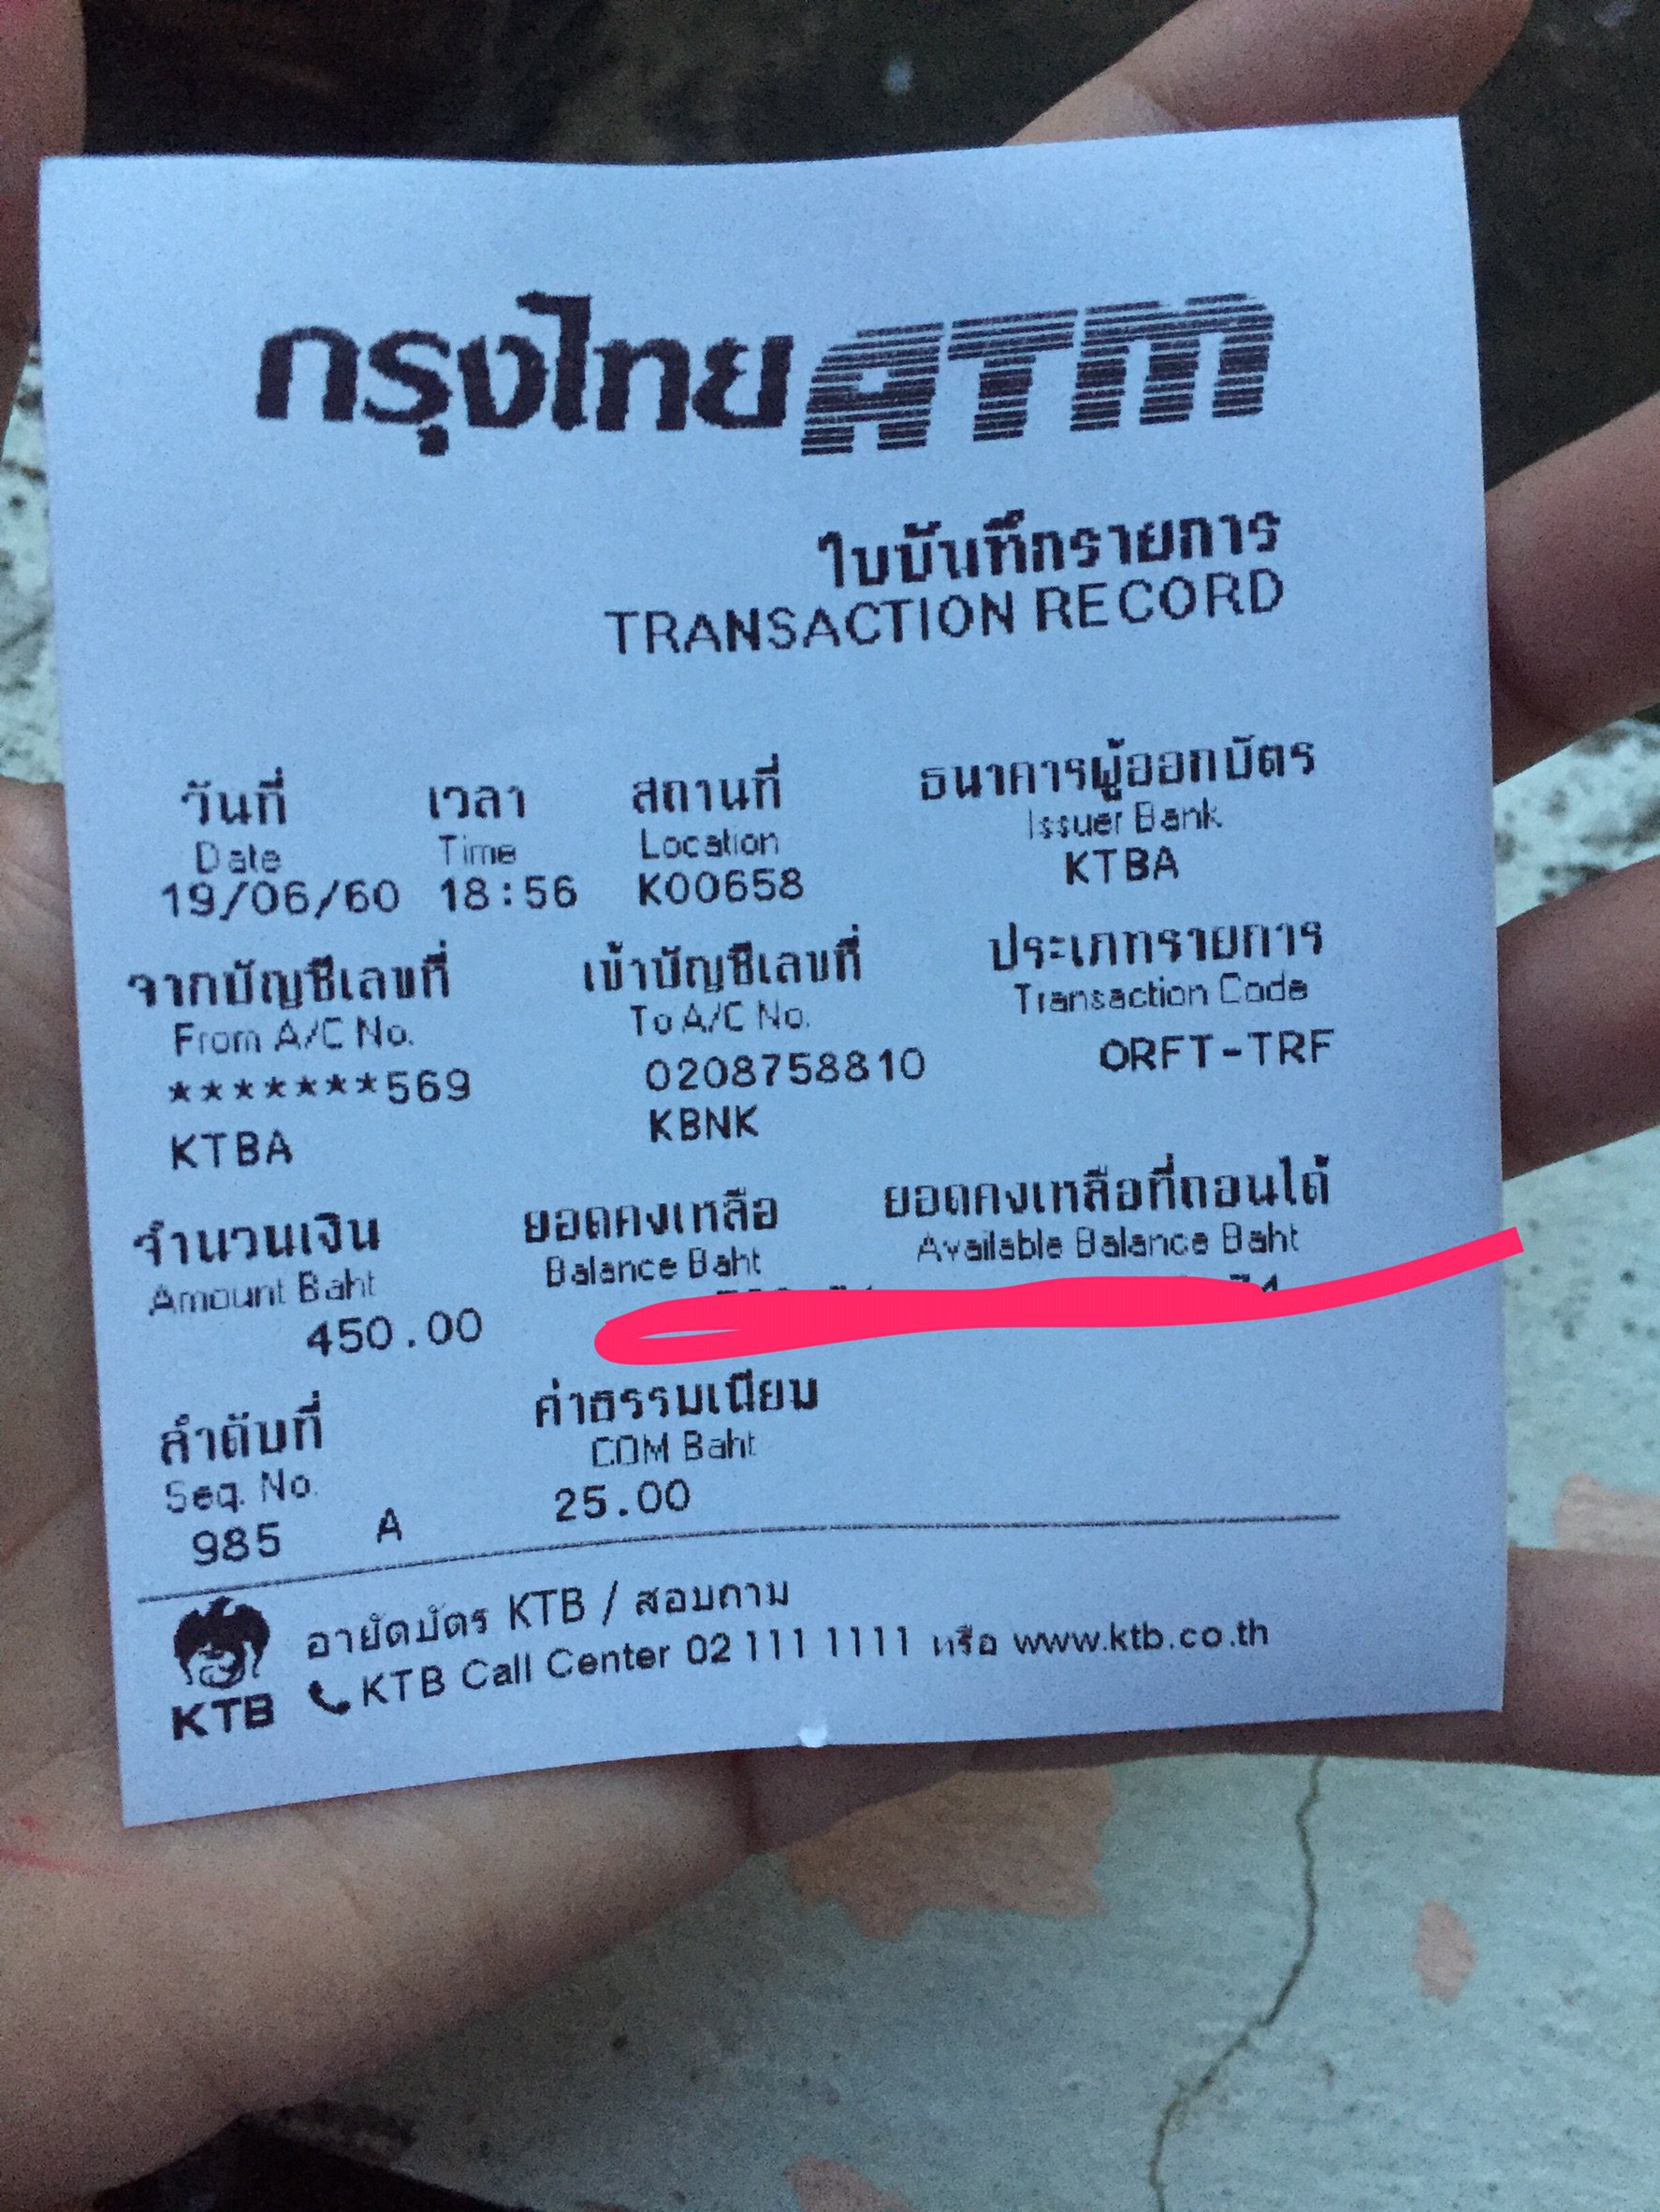 กรุงไทย ATM
ใบบันทึกรายการ
TRANSACTION RECORD
วันที่ เวลา สถานที่ ธนาคารผู้ออกบัตร
Date Time Location Issuer Bank
19/06/60 18:56 K00658 KTBA
จากบัญชีเลขที่ เข้าบัญชีเลขที่ ประเภทรายการ
From A/C No. To A/C No. Transaction Code
*******569 0208758810 ORFT-TRF
KTBA KBNK
จำนวนเงิน ยอดคงเหลือ ยอดคงเหลือที่ถอนได้
Amount Baht Balance Baht Available Balance Baht
450.00
ลำดับที่ ค่าธรรมเนียม
Seq. No. COM Baht
985 A 25.00
อายัดบัตร KTB / สอบถาม
KTB Call Center 02 111 1111 หรือ www.ktb.co.th
KTB